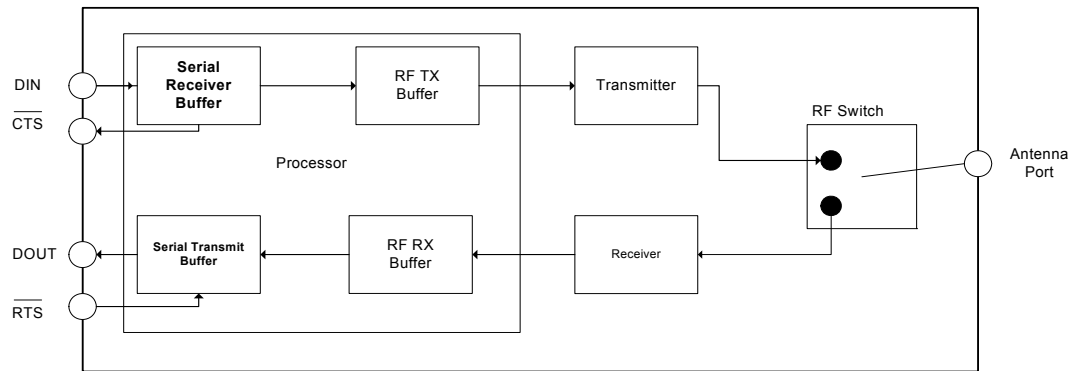 DIN
CTS
Serial
Receiver
Buffer
RF TX
Buffer
Transmitter
RF Switch
Antenna
Port
Processor
DOUT
RTS
Serial Transmit
Buffer
RF RX
Buffer
Receiver